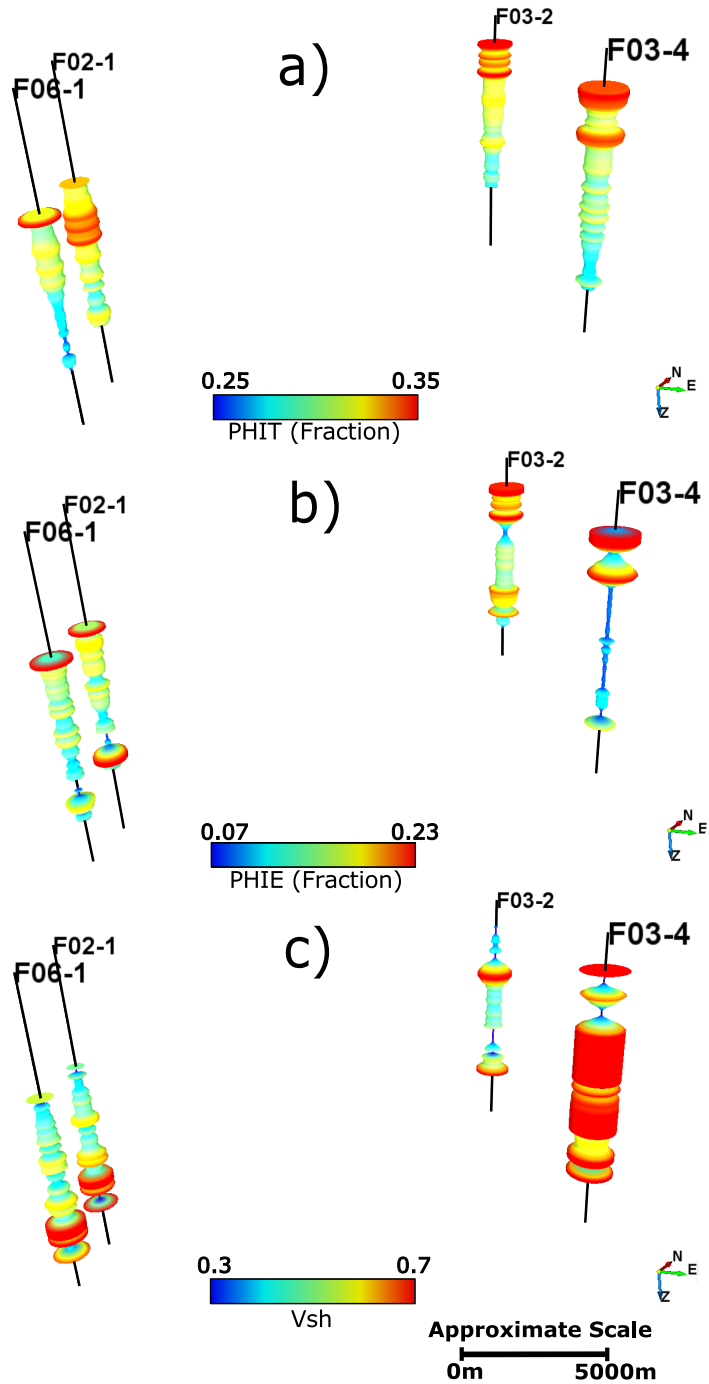 F03-2
F02-1
F06-1
a)
F03-4
0.25
0.35
PHIT (Fraction)
N
E
Z
F03-2
F02-1
F06-1
b)
F03-4
0.07
0.23
PHIE (Fraction)
N
E
Z
F03-2
F02-1
F06-1
c)
F03-4
0.3
0.7
Vsh
N
E
Z
Approximate Scale
0m
5000m